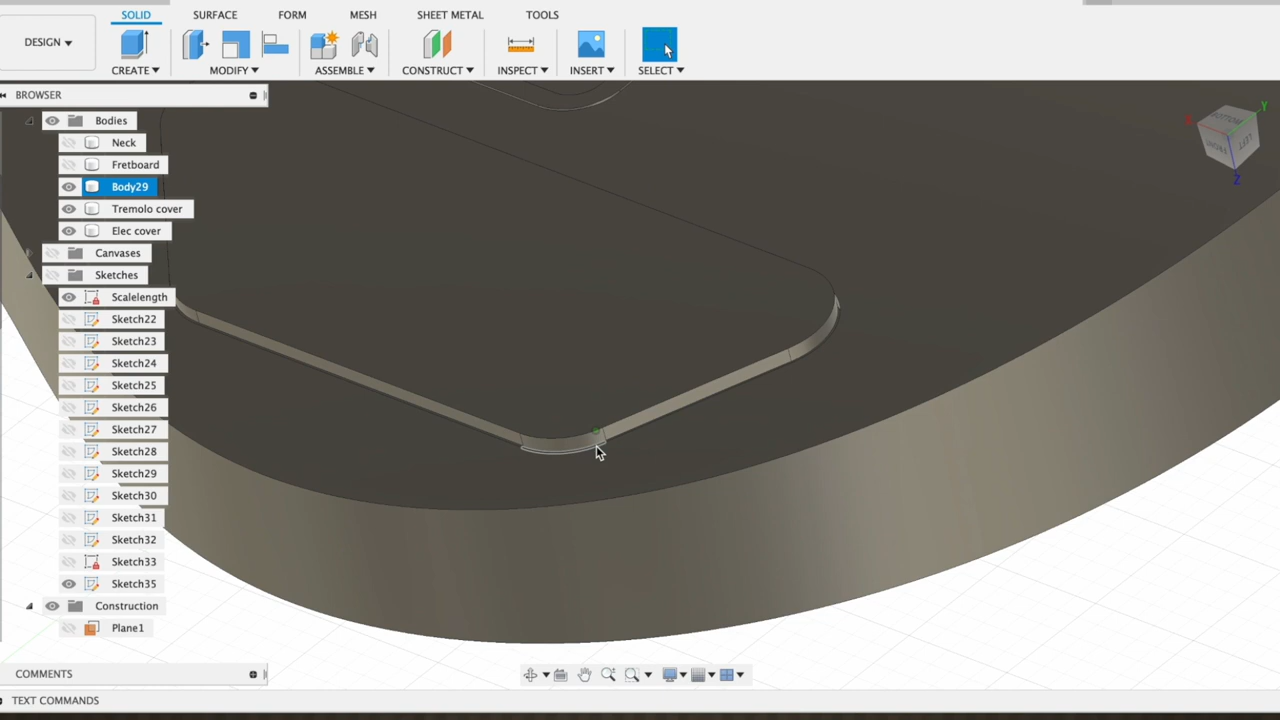 SOLID SURFACE FORM MESH SHEET METAL TOOLS
DESIGN
CREATE MODIFY ASSEMBLE CONSTRUCT INSPECT INSERT SELECT
BROWSER
Bodies
Neck
Fretboard
Body29
Tremolo cover
Elec cover
Canvases
Sketches
Scalelength
Sketch22
Sketch23
Sketch24
Sketch25
Sketch26
Sketch27
Sketch28
Sketch29
Sketch30
Sketch31
Sketch32
Sketch33
Sketch35
Construction
Plane1
COMMENTS
TEXT COMMANDS
BOTTOM
LEFT
X
Y
Z